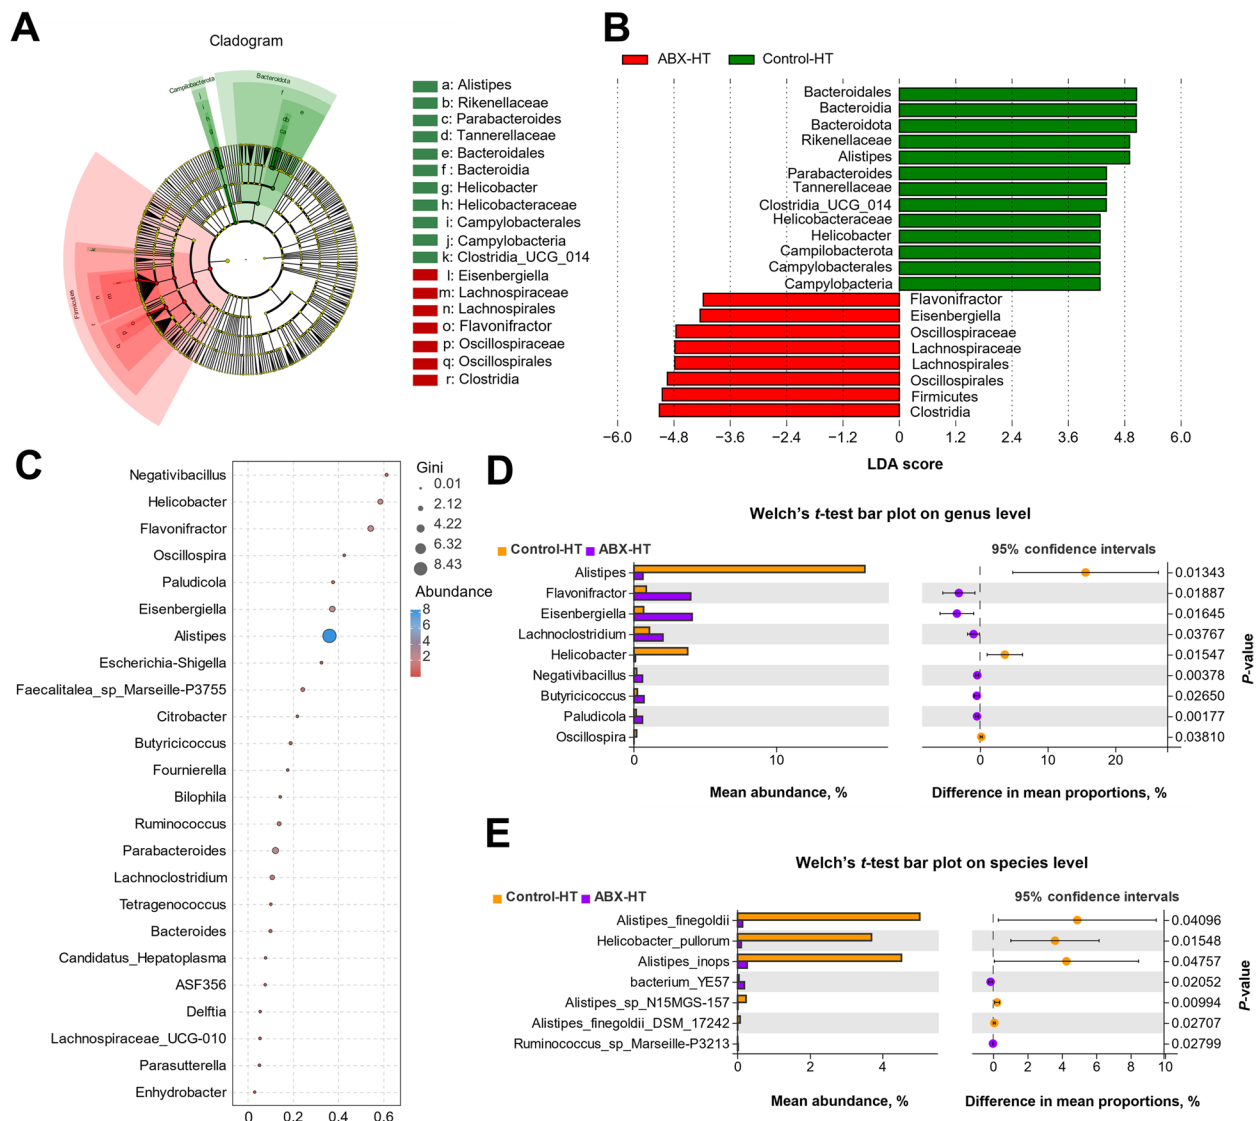 A
Cladogram
Campilobacterota
Bacteroidota
Firmicutes
a: Alistipes
b: Rikenellaceae
c: Parabacteroides
d: Tannerellaceae
e: Bacteroidales
f : Bacteroidia
g: Helicobacter
h: Helicobacteraceae
i: Campylobacterales
j: Campylobacteria
k: Clostridia_UCG_014
l: Eisenbergiella
m: Lachnospiraceae
n: Lachnospirales
o: Flavonifractor
p: Oscillospiraceae
q: Oscillospirales
r: Clostridia
B
ABX-HT Control-HT
Bacteroidales
Bacteroidia
Bacteroidota
Rikenellaceae
Alistipes
Parabacteroides
Tannerellaceae
Clostridia_UCG_014
Helicobacteraceae
Helicobacter
Campilobacterota
Campylobacterales
Campylobacteria
Flavonifractor
Eisenbergiella
Oscillospiraceae
Lachnospiraceae
Lachnospirales
Oscillospirales
Firmicutes
Clostridia
−6.0 −4.8 −3.6 −2.4 −1.2 0 1.2 2.4 3.6 4.8 6.0
LDA score
C
Negativibacillus
Helicobacter
Flavonifractor
Oscillospira
Paludicola
Eisenbergiella
Alistipes
Escherichia-Shigella
Faecalitalea_sp_Marseille-P3755
Citrobacter
Butyricicoccus
Fournierella
Bilophila
Ruminococcus
Parabacteroides
Lachnoclostridium
Tetragenococcus
Bacteroides
Candidatus_Hepatoplasma
ASF356
Delftia
Lachnospiraceae_UCG-010
Parasutterella
Enhydrobacter
0 0.2 0.4 0.6
Gini
0.01
2.12
4.22
6.32
8.43
Abundance
8
6
4
2
D
Welch's t-test bar plot on genus level
Control-HT ABX-HT
95% confidence intervals
Alistipes 0.01343
Flavonifractor 0.01887
Eisenbergiella 0.01645
Lachnoclostridium 0.03767
Helicobacter 0.01547
Negativibacillus 0.00378
Butyricicoccus 0.02650
Paludicola 0.00177
Oscillospira 0.03810
P-value
0 10 0 10 20
Mean abundance, % Difference in mean proportions, %
E
Welch's t-test bar plot on species level
Control-HT ABX-HT
95% confidence intervals
Alistipes_finegoldii 0.04096
Helicobacter_pullorum 0.01548
Alistipes_inops 0.04757
bacterium_YE57 0.02052
Alistipes_sp_N15MGS-157 0.00994
Alistipes_finegoldii_DSM_17242 0.02707
Ruminococcus_sp_Marseille-P3213 0.02799
P-value
0 2 4 0 2 4 6 8 10
Mean abundance, % Difference in mean proportions, %